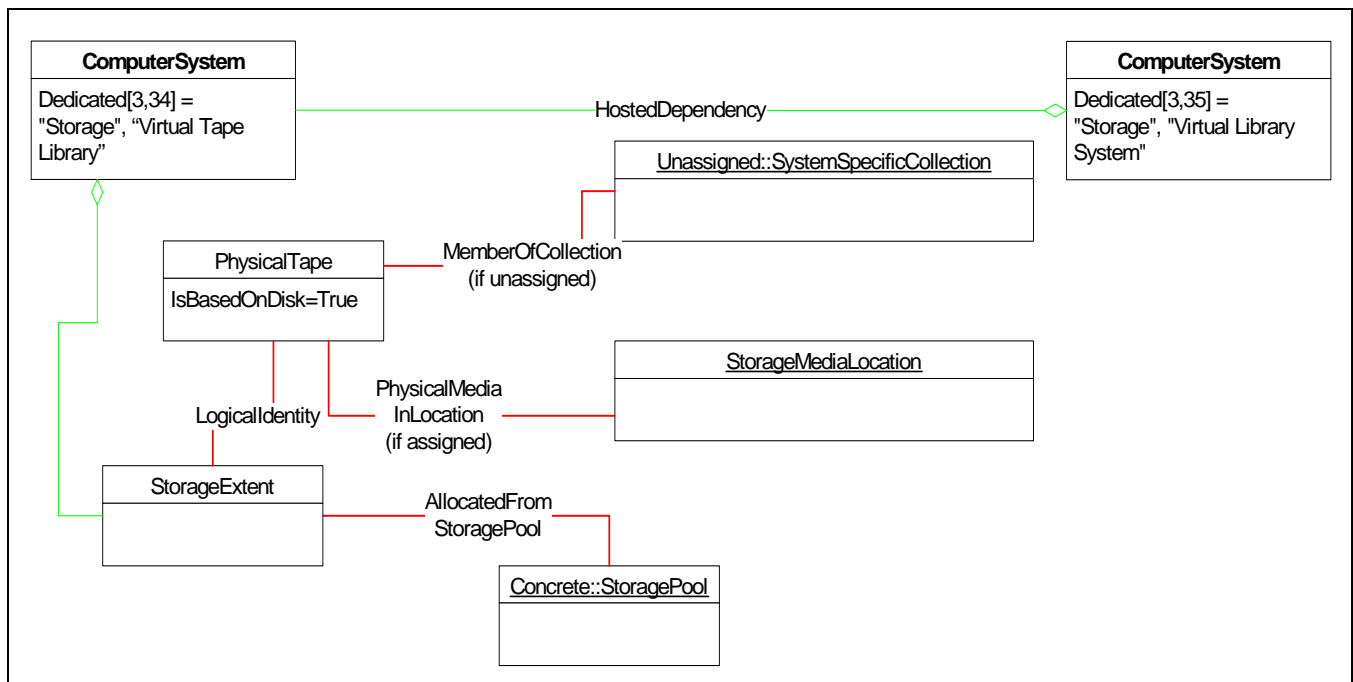 ComputerSystem
Dedicated[3,34] =
"Storage", “Virtual Tape
Library”
HostedDependency
ComputerSystem
Dedicated[3,35] =
"Storage", "Virtual Library
System"
Unassigned::SystemSpecificCollection
PhysicalTape
IsBasedOnDisk=True
MemberOfCollection
(if unassigned)
StorageMediaLocation
PhysicalMedia
InLocation
(if assigned)
LogicalIdentity
StorageExtent
AllocatedFrom
StoragePool
Concrete::StoragePool